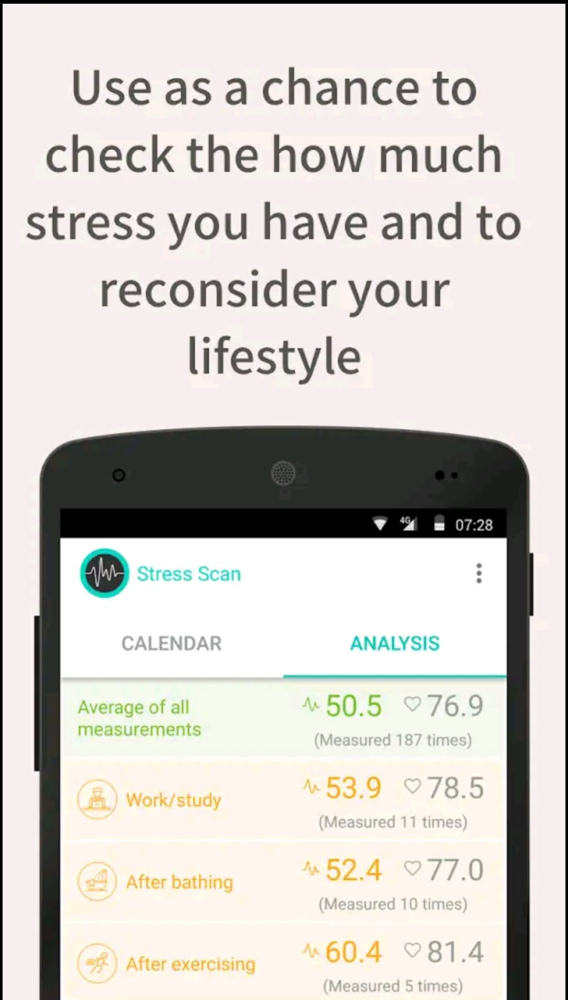 Use as a chance to
check the how much
stress you have and to
reconsider your
lifestyle
4G 07:28
Stress Scan
CALENDAR ANALYSIS
Average of all
measurements
50.5 76.9
(Measured 187 times)
Work/study 53.9 78.5
(Measured 11 times)
After bathing 52.4 77.0
(Measured 10 times)
After exercising 60.4 81.4
(Measured 5 times)